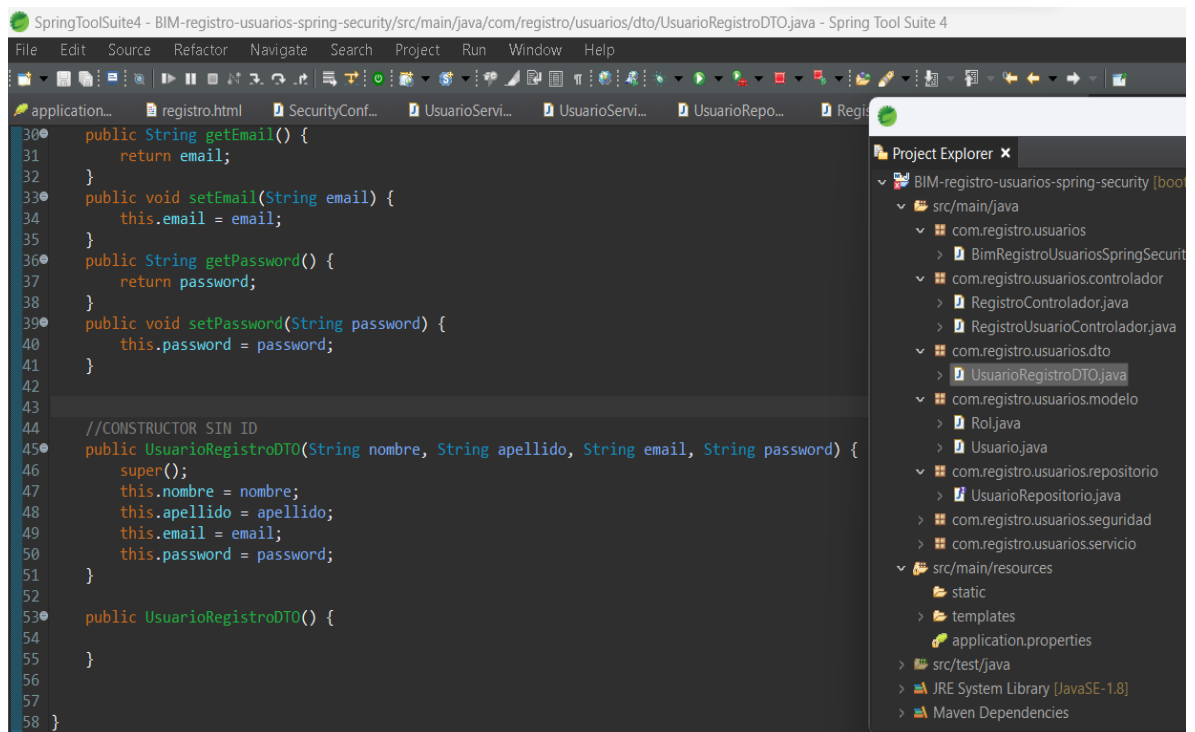 SpringToolSuite4 - BIM-registro-usuarios-spring-security/src/main/java/com/registro/usuarios/dto/UsuarioRegistroDTO.java - Spring Tool Suite 4
File Edit Source Refactor Navigate Search Project Run Window Help
application... registro.html SecurityConf... UsuarioServi... UsuarioServi... UsuarioRepo... Regis
30 public String getEmail() {
31 return email;
32 }
33 public void setEmail(String email) {
34 this.email = email;
35 }
36 public String getPassword() {
37 return password;
38 }
39 public void setPassword(String password) {
40 this.password = password;
41 }
42
43
44 //CONSTRUCTOR SIN ID
45 public UsuarioRegistroDTO(String nombre, String apellido, String email, String password) {
46 super();
47 this.nombre = nombre;
48 this.apellido = apellido;
49 this.email = email;
50 this.password = password;
51 }
52
53 public UsuarioRegistroDTO() {
54
55 }
56
57
58 }
Project Explorer
BIM-registro-usuarios-spring-security [boot
src/main/java
com.registro.usuarios
BimRegistroUsuariosSpringSecurit
com.registro.usuarios.controlador
RegistroControlador.java
RegistroUsuarioControlador.java
com.registro.usuarios.dto
UsuarioRegistroDTO.java
com.registro.usuarios.modelo
Rol.java
Usuario.java
com.registro.usuarios.repositorio
UsuarioRepositorio.java
com.registro.usuarios.seguridad
com.registro.usuarios.servicio
src/main/resources
static
templates
application.properties
src/test/java
JRE System Library [JavaSE-1.8]
Maven Dependencies